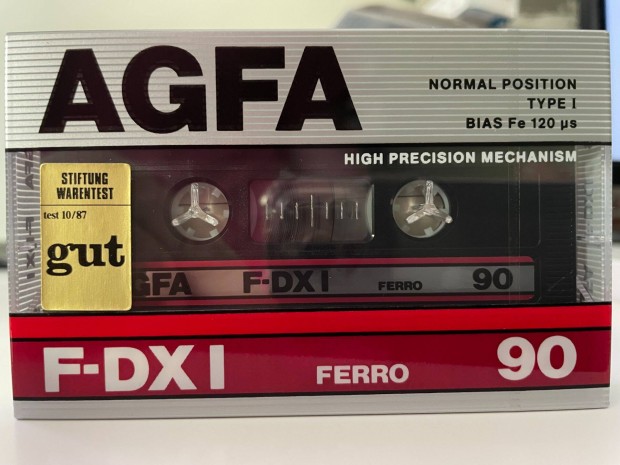 AGFA
NORMAL POSITION
TYPE I
BIAS Fe 120 µs
HIGH PRECISION MECHANISM
STIFTUNG
WARENTEST
test 10/87
gut
GFA F-DX I FERRO 90
F-DX I FERRO 90